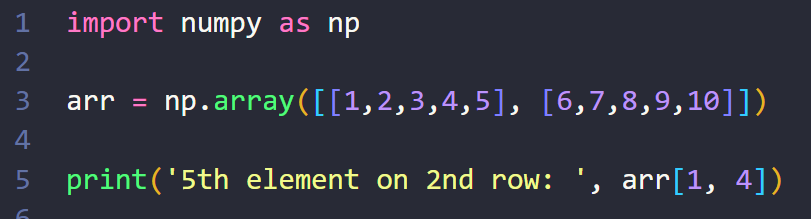 1 import numpy as np
2
3 arr = np.array([[1,2,3,4,5], [6,7,8,9,10]])
4
5 print('5th element on 2nd row: ', arr[1, 4])
6